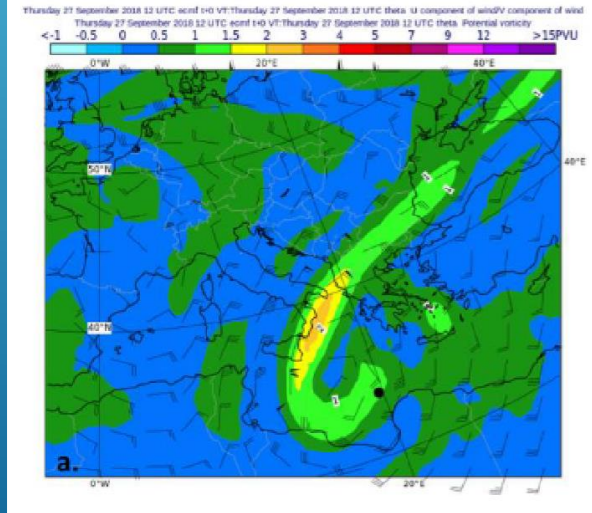 Thursday 27 September 2018 12 UTC ecmf t+0 VT:Thursday 27 September 2018 12 UTC theta U component of wind/V component of wind
Thursday 27 September 2018 12 UTC ecmf t+0 VT:Thursday 27 September 2018 12 UTC theta Potential vorticity
<-1 -0.5 0 0.5 1 1.5 2 3 4 5 7 9 12 >15PVU
0°W 20°E 40°E
50°N
40°E
40°N
a.
0°W 20°E